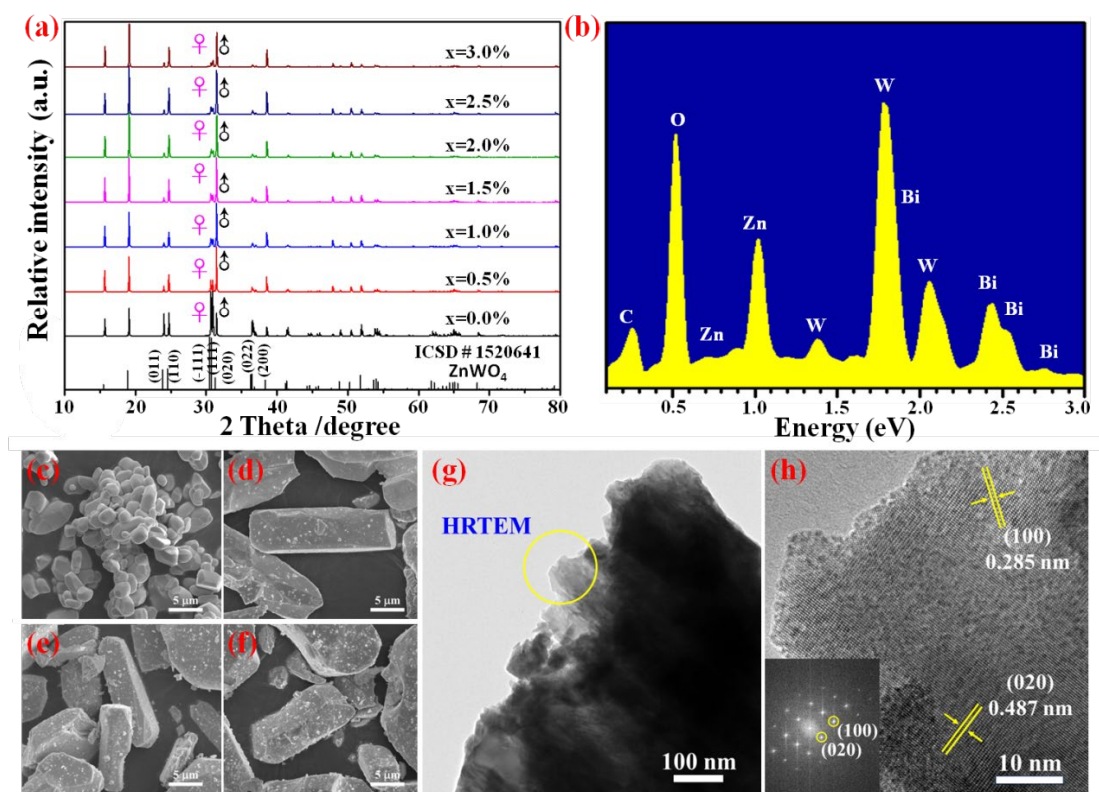 (a)
Relative intensity (a.u.)
♀ ♂ x=3.0%
♀ ♂ x=2.5%
♀ ♂ x=2.0%
♀ ♂ x=1.5%
♀ ♂ x=1.0%
♀ ♂ x=0.5%
♀ ♂ x=0.0%
(011)
(110)
(-111)
(111)
(020)
(022)
(200)
ICSD # 1520641
ZnWO4
10 20 30 40 50 60 70 80
2 Theta /degree
(b)
C
O
Zn
Zn
W
W
Bi
W
Bi
Bi
Bi
0.5 1.0 1.5 2.0 2.5 3.0
Energy (eV)
(c)
5 μm
(d)
5 μm
(e)
5 μm
(f)
5 μm
(g)
HRTEM
100 nm
(h)
(100)
0.285 nm
(020)
0.487 nm
(100)
(020)
10 nm